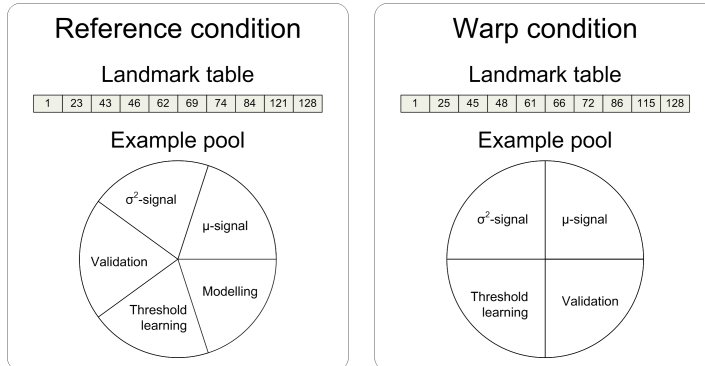 Reference condition
Landmark table
1 23 43 46 62 69 74 84 121 128
Example pool
σ²-signal
μ-signal
Validation
Modelling
Threshold
learning
Warp condition
Landmark table
1 25 45 48 61 66 72 86 115 128
Example pool
σ²-signal
μ-signal
Threshold
learning
Validation